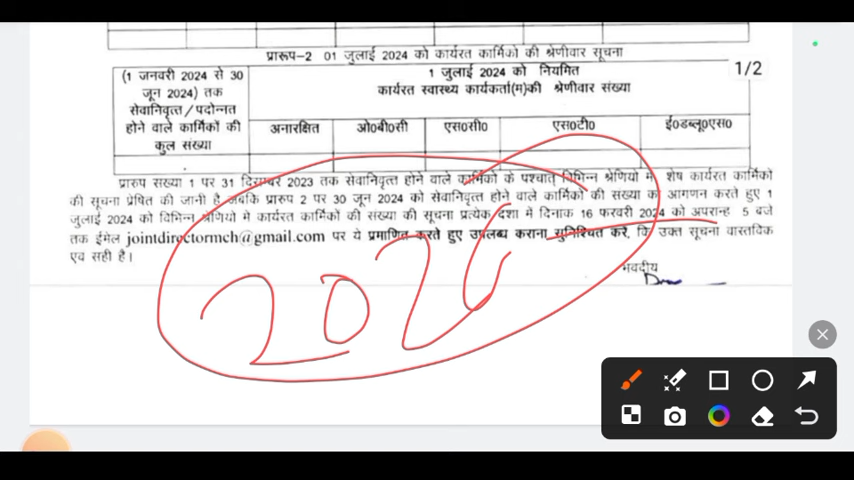 प्रारूप-2 01 जुलाई 2024 को कार्यरत कार्मिकों की श्रेणीवार सूचना
(1 जनवरी 2024 से 30
जून 2024) तक
सेवानिवृत्त/पदोन्नत
होने वाले कार्मिकों की
कुल संख्या
1 जुलाई 2024 को नियमित
कार्यरत स्वास्थ्य कार्यकर्ता(म)की श्रेणीवार संख्या
1/2
अनारक्षित ओ0बी0सी एस0सी0 एस0टी0 ई0डब्लू0एस0
प्रारूप संख्या 1 पर 31 दिसम्बर 2023 तक सेवानिवृत्त होने वाले कार्मिकों के पश्चात् विभिन्न श्रेणियों में शेष कार्यरत कार्मिकों
की सूचना प्रेषित की जानी है जबकि प्रारूप 2 पर 30 जून 2024 को सेवानिवृत्त होने वाले कार्मिकों की संख्या का आगणन करते हुए 1
जुलाई 2024 को विभिन्न श्रेणियो मे कार्यरत कार्मिकों की संख्या की सूचना प्रत्येक दशा मे दिनाक 16 फरवरी 2024 को अपरान्ह 5 बजे
तक ईमेल jointdirectormch@gmail.com पर ये प्रमाणित करते हुए उपलब्ध कराना सुनिश्चित करे, कि उक्त सूचना वास्तविक
एव सही है।
भवदीय
202